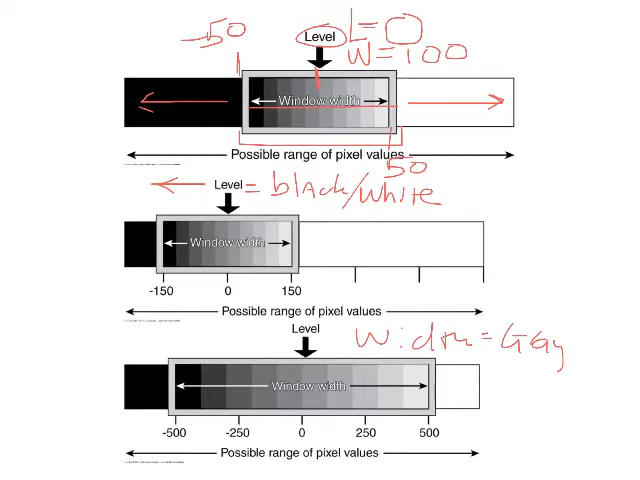 -50
Level
L=0
W=100
Window width
Possible range of pixel values
50
Level
= black/white
Window width
-150 0 150
Possible range of pixel values
Level
Width=Gray
Window width
-500 -250 0 250 500
Possible range of pixel values